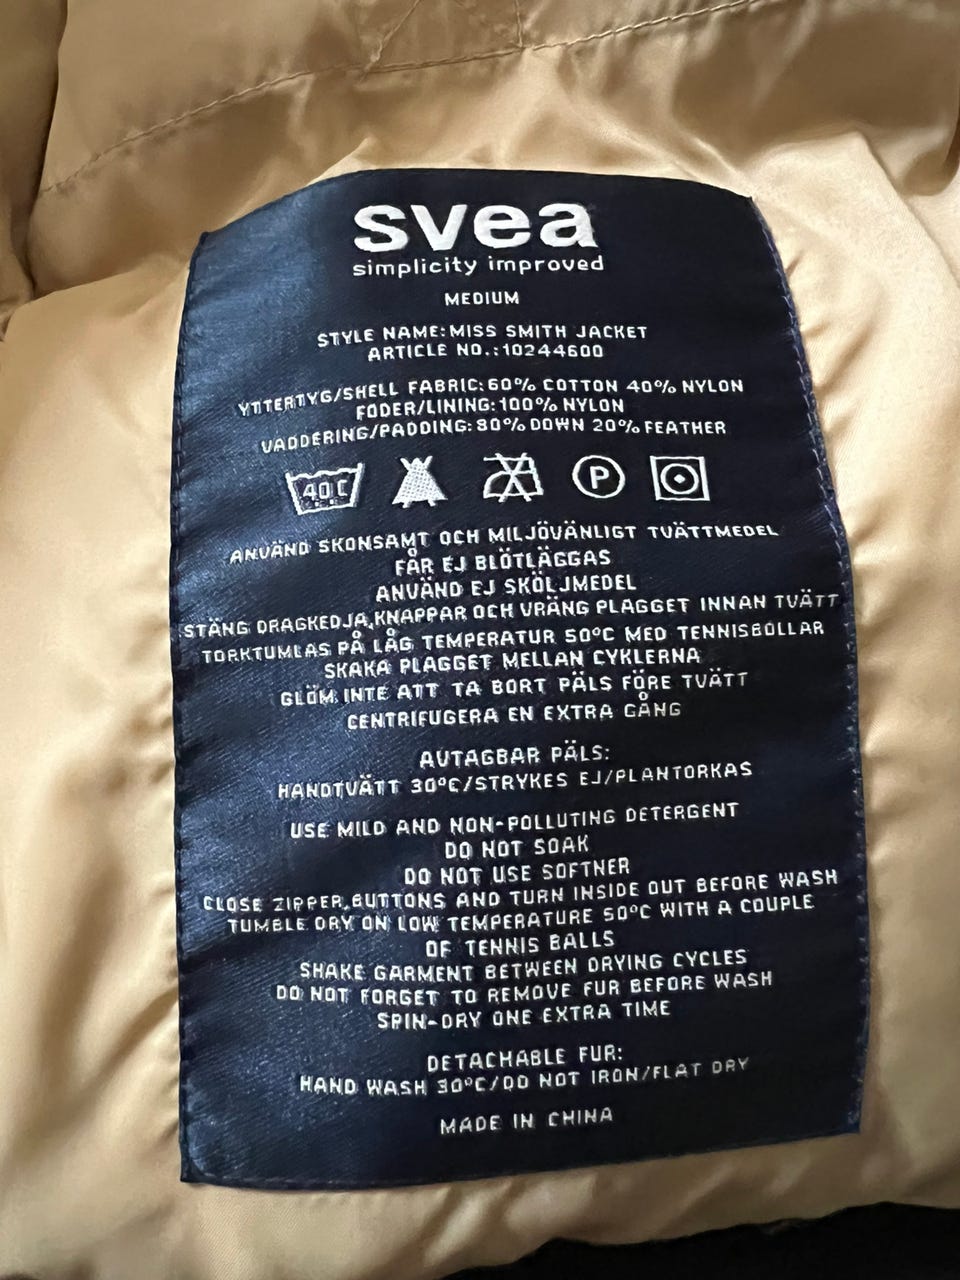 svea
simplicity improved
MEDIUM
STYLE NAME:MISS SMITH JACKET
ARTICLE NO.:10244600
YTTERTYG/SHELL FABRIC:60% COTTON 40% NYLON
FODER/LINING:100% NYLON
VADDERING/PADDING:80% DOWN 20% FEATHER
40 C
P
ANVÄND SKONSAMT OCH MILJÖVÄNLIGT TVÄTTMEDEL
FÅR EJ BLÖTLÄGGAS
ANVÄND EJ SKÖLJMEDEL
STÄNG DRAGKEDJA,KNAPPAR OCH VRÄNG PLAGGET INNAN TVÄTT
TORKTUMLAS PÅ LÅG TEMPERATUR 50°C MED TENNISBOLLAR
SKAKA PLAGGET MELLAN CYKLERNA
GLÖM INTE ATT TA BORT PÄLS FÖRE TVÄTT
CENTRIFUGERA EN EXTRA GÅNG
AVTAGBAR PÄLS:
HANDTVÄTT 30°C/STRYKES EJ/PLANTORKAS
USE MILD AND NON-POLLUTING DETERGENT
DO NOT SOAK
DO NOT USE SOFTNER
CLOSE ZIPPER,BUTTONS AND TURN INSIDE OUT BEFORE WASH
TUMBLE DRY ON LOW TEMPERATURE 50°C WITH A COUPLE
OF TENNIS BALLS
SHAKE GARMENT BETWEEN DRYING CYCLES
DO NOT FORGET TO REMOVE FUR BEFORE WASH
SPIN-DRY ONE EXTRA TIME
DETACHABLE FUR:
HAND WASH 30°C/DO NOT IRON/FLAT DRY
MADE IN CHINA